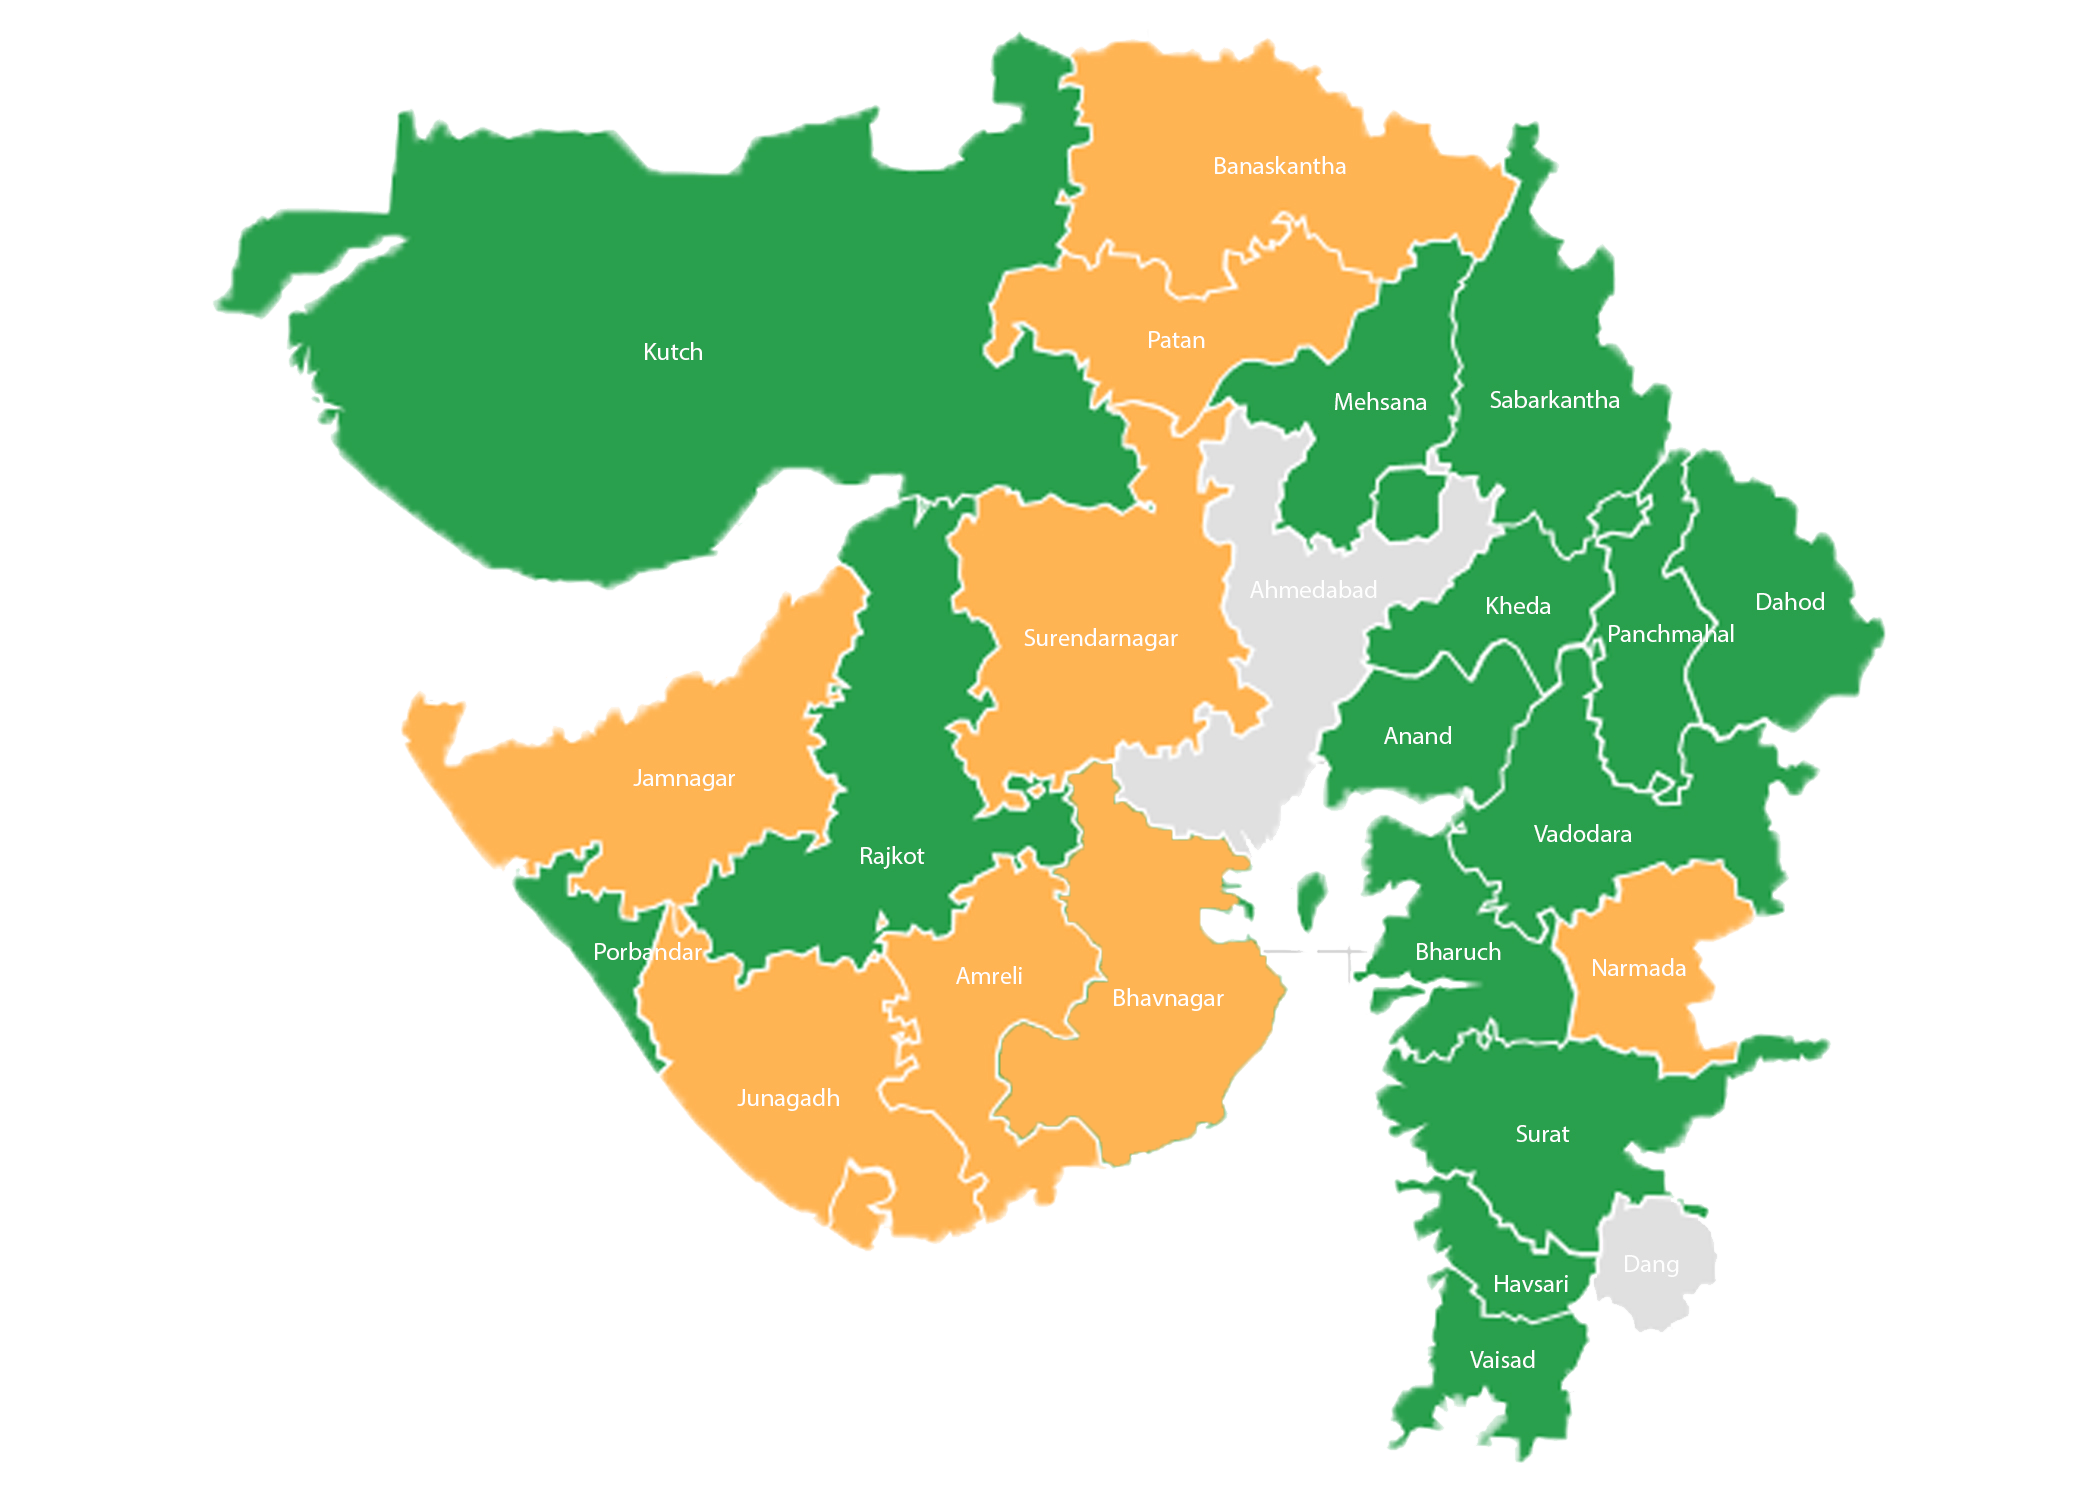 Banaskantha
Patan
Kutch
Mehsana
Sabarkantha
Ahmedabad
Kheda
Dahod
Panchmahal
Surendarnagar
Anand
Jamnagar
Vadodara
Rajkot
Porbandar
Bharuch
Narmada
Amreli
Bhavnagar
Junagadh
Surat
Dang
Havsari
Vaisad